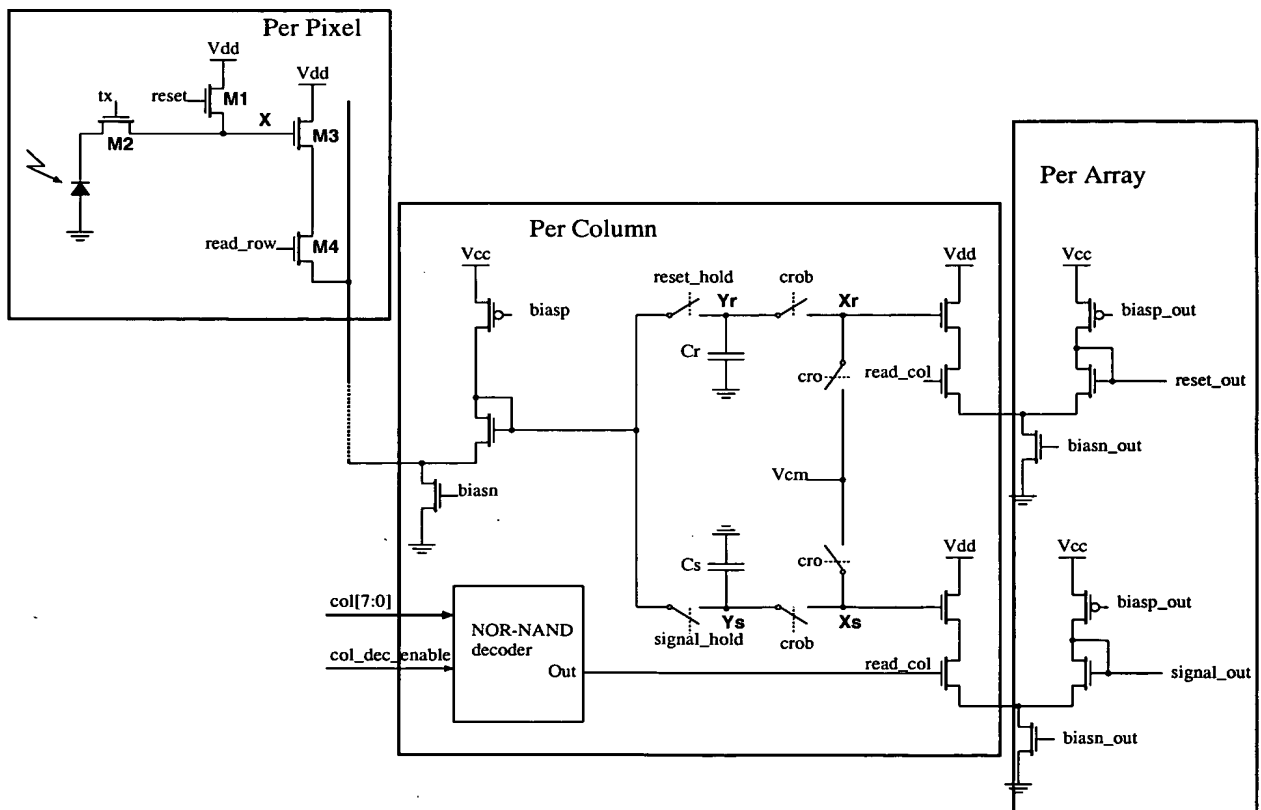 Per Pixel
Vdd
Vdd
tx
reset
M1
X
M3
M2
read_row
M4
Per Column
Vcc
biasp
reset_hold
crob
Yr
Xr
Vdd
Cr
cro
read_col
biasn
Vcm
Cs
cro
Vdd
Ys
Xs
signal_hold
crob
col[7:0]
col_dec_enable
NOR-NAND
decoder
Out
read_col
Per Array
Vcc
biasp_out
reset_out
biasn_out
Vcc
biasp_out
signal_out
biasn_out